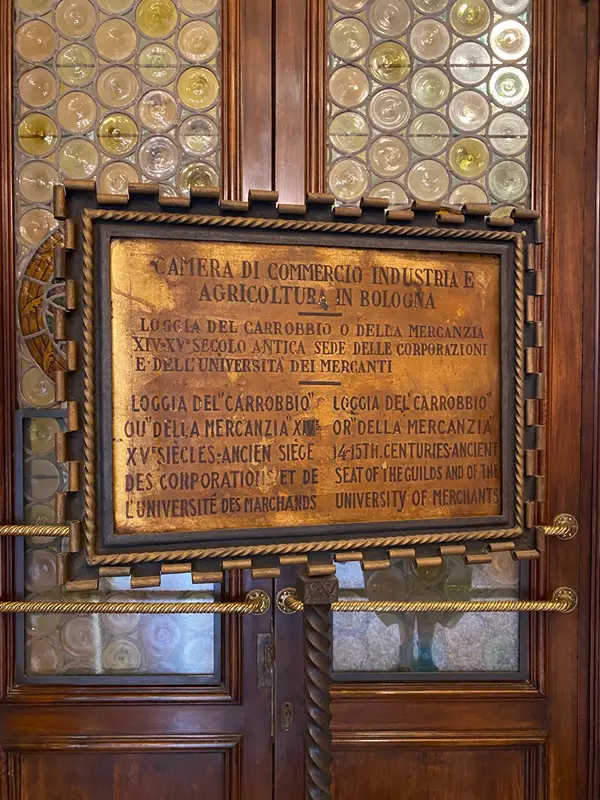 CAMERA DI COMMERCIO INDUSTRIA E
AGRICOLTURA IN BOLOGNA
LOGGIA DEL CARROBBIO O DELLA MERCANZIA
XIV-XVº SECOLO ANTICA SEDE DELLE CORPORAZIONI
E DELL'UNIVERSITÀ DEI MERCANTI
LOGGIA DEL "CARROBBIO"
OU "DELLA MERCANZIA" XIVE
XVE SIÈCLES-ANCIEN SIÈGE
DES CORPORATIONS ET DE
L'UNIVERSITÉ DES MARCHANDS
LOGGIA DEL "CARROBBIO"
OR "DELLA MERCANZIA"
14-15TH. CENTURIES-ANCIENT
SEAT OF THE GUILDS AND OF THE
UNIVERSITY OF MERCHANTS